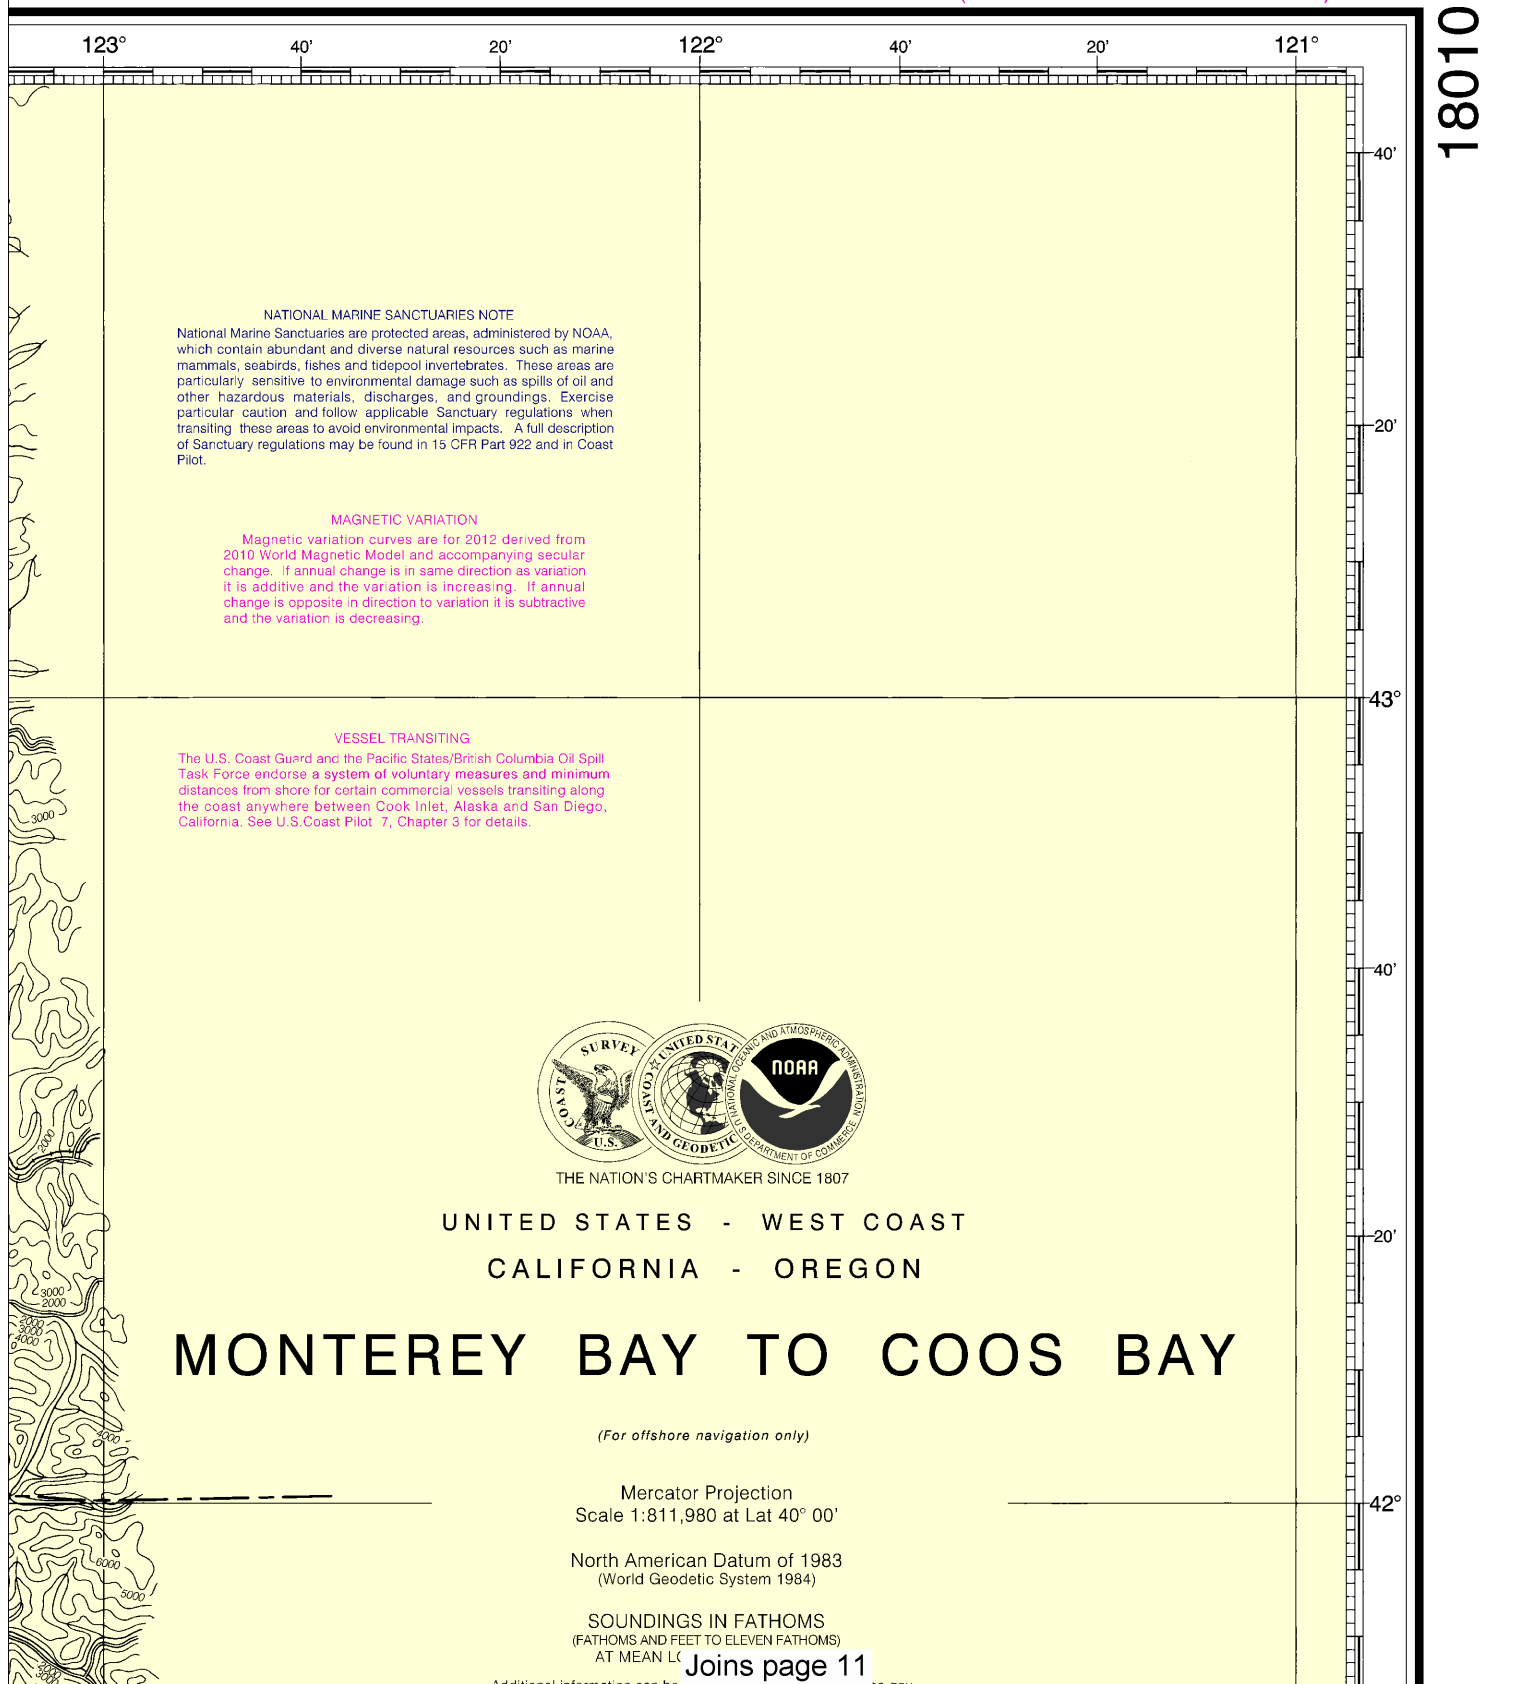 123° 40' 20' 122° 40' 20' 121°
18010
40'
NATIONAL MARINE SANCTUARIES NOTE
National Marine Sanctuaries are protected areas, administered by NOAA,
which contain abundant and diverse natural resources such as marine
mammals, seabirds, fishes and tidepool invertebrates. These areas are
particularly sensitive to environmental damage such as spills of oil and
other hazardous materials, discharges, and groundings. Exercise
particular caution and follow applicable Sanctuary regulations when
transiting these areas to avoid environmental impacts. A full description
of Sanctuary regulations may be found in 15 CFR Part 922 and in Coast
Pilot.
20'
MAGNETIC VARIATION
Magnetic variation curves are for 2012 derived from
2010 World Magnetic Model and accompanying secular
change. If annual change is in same direction as variation
it is additive and the variation is increasing. If annual
change is opposite in direction to variation it is subtractive
and the variation is decreasing.
43°
VESSEL TRANSITING
The U.S. Coast Guard and the Pacific States/British Columbia Oil Spill
Task Force endorse a system of voluntary measures and minimum
distances from shore for certain commercial vessels transiting along
the coast anywhere between Cook Inlet, Alaska and San Diego,
California. See U.S.Coast Pilot 7, Chapter 3 for details.
3000
40'
COAST SURVEY
U.S.
UNITED STAT
COAST AND GEODETIC
NATIONAL OCEANIC AND ATMOSPHERIC ADMINISTRATION
U S DEPARTMENT OF COMMERCE
NOAA
2000
THE NATION'S CHARTMAKER SINCE 1807
UNITED STATES - WEST COAST
20'
CALIFORNIA - OREGON
3000
2000
2000
3000
4000
MONTEREY BAY TO COOS BAY
4000
(For offshore navigation only)
Mercator Projection
42°
Scale 1:811,980 at Lat 40° 00'
North American Datum of 1983
6000
(World Geodetic System 1984)
5000
SOUNDINGS IN FATHOMS
(FATHOMS AND FEET TO ELEVEN FATHOMS)
AT MEAN LO
Joins page 11
2000
3000